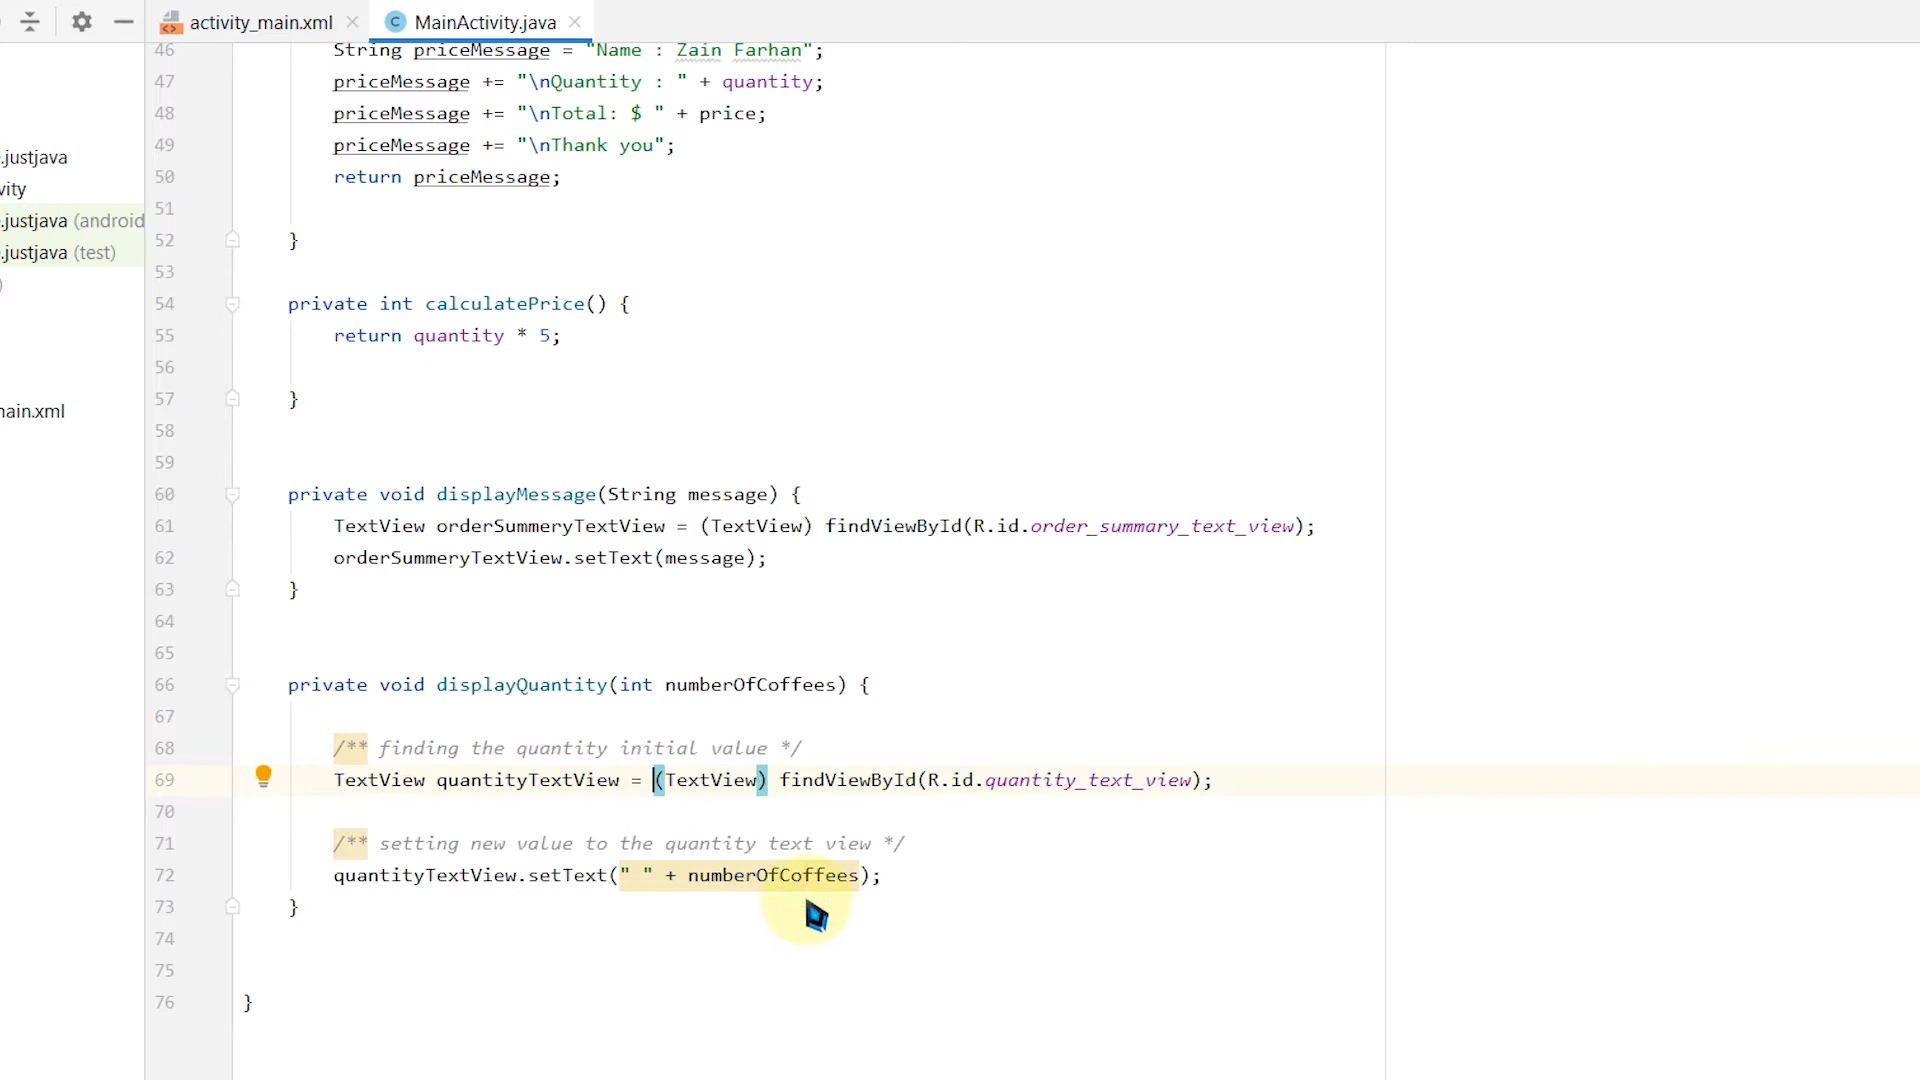 activity_main.xml
MainActivity.java
.justjava
vity
.justjava (android
.justjava (test)
)
main.xml
46 String priceMessage = "Name : Zain Farhan";
47 priceMessage += "\nQuantity : " + quantity;
48 priceMessage += "\nTotal: $ " + price;
49 priceMessage += "\nThank you";
50 return priceMessage;
51
52 }
53
54 private int calculatePrice() {
55 return quantity * 5;
56
57 }
58
59
60 private void displayMessage(String message) {
61 TextView orderSummeryTextView = (TextView) findViewById(R.id.order_summary_text_view);
62 orderSummeryTextView.setText(message);
63 }
64
65
66 private void displayQuantity(int numberOfCoffees) {
67
68 /** finding the quantity initial value */
69 TextView quantityTextView = (TextView) findViewById(R.id.quantity_text_view);
70
71 /** setting new value to the quantity text view */
72 quantityTextView.setText(" " + numberOfCoffees);
73 }
74
75
76 }